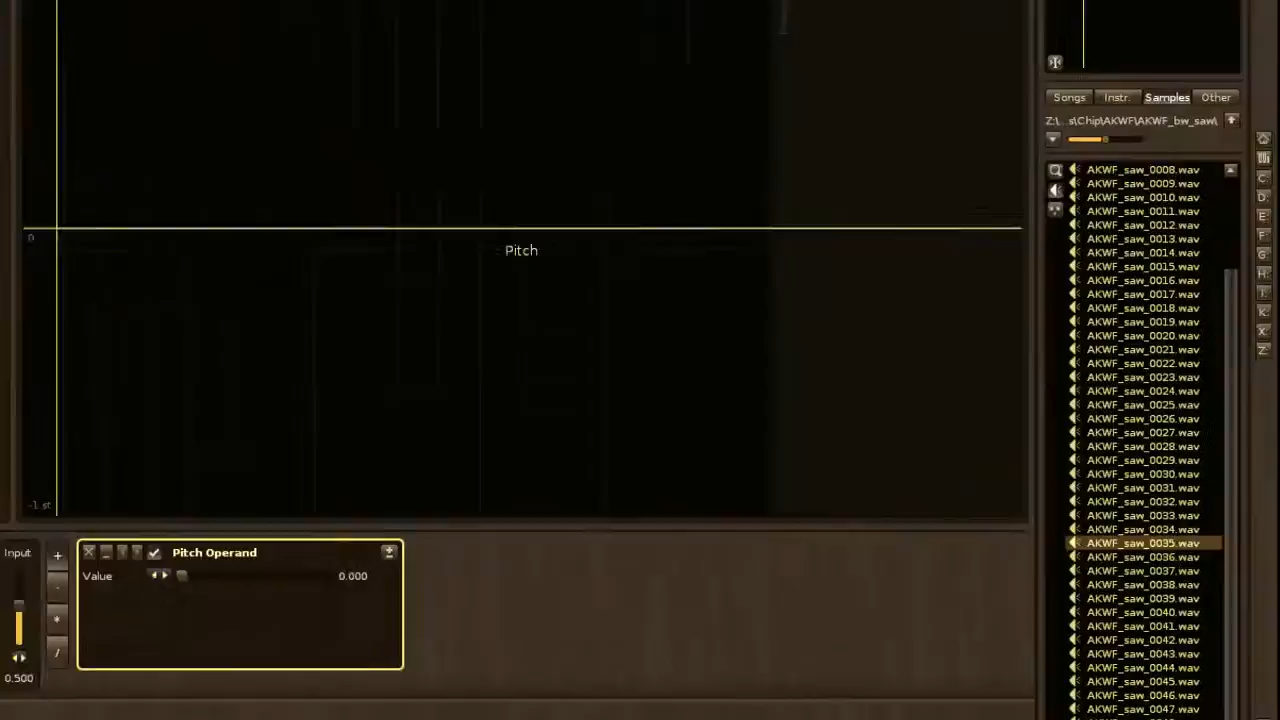 Songs Instr. Samples Other
Z:\...s\Chip\AKWF\AKWF_bw_saw\
AKWF_saw_0008.wav
AKWF_saw_0009.wav
AKWF_saw_0010.wav
AKWF_saw_0011.wav
AKWF_saw_0012.wav
AKWF_saw_0013.wav
AKWF_saw_0014.wav
AKWF_saw_0015.wav
AKWF_saw_0016.wav
AKWF_saw_0017.wav
AKWF_saw_0018.wav
AKWF_saw_0019.wav
AKWF_saw_0020.wav
AKWF_saw_0021.wav
AKWF_saw_0022.wav
AKWF_saw_0023.wav
AKWF_saw_0024.wav
AKWF_saw_0025.wav
AKWF_saw_0026.wav
AKWF_saw_0027.wav
AKWF_saw_0028.wav
AKWF_saw_0029.wav
AKWF_saw_0030.wav
AKWF_saw_0031.wav
AKWF_saw_0032.wav
AKWF_saw_0033.wav
AKWF_saw_0034.wav
AKWF_saw_0035.wav
AKWF_saw_0036.wav
AKWF_saw_0037.wav
AKWF_saw_0038.wav
AKWF_saw_0039.wav
AKWF_saw_0040.wav
AKWF_saw_0041.wav
AKWF_saw_0042.wav
AKWF_saw_0043.wav
AKWF_saw_0044.wav
AKWF_saw_0045.wav
AKWF_saw_0046.wav
AKWF_saw_0047.wav
C:
D:
E:
F:
G:
H:
I:
K:
X:
Z:
0
Pitch
-1 st
Input
+
-
*
/
0.500
Pitch Operand
Value 0.000